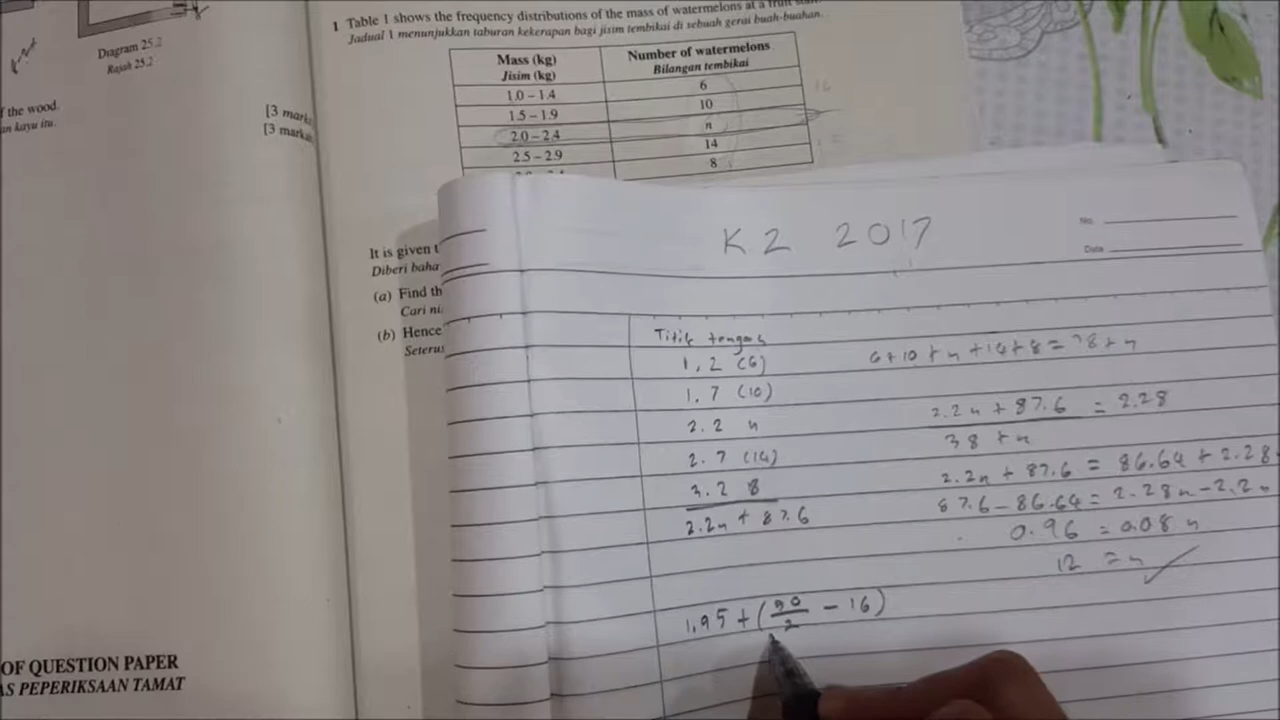 Diagram 25.2
Rajah 25.2
f the wood.
an kayu itu.
[3 mark
[3 marka
OF QUESTION PAPER
AS PEPERIKSAAN TAMAT
1 Table 1 shows the frequency distributions of the mass of watermelons at a fruit stall.
Jadual 1 menunjukkan taburan kekerapan bagi jisim tembikai di sebuah gerai buah-buahan.
Mass (kg) Number of watermelons
Jisim (kg) Bilangan tembikai
1.0 – 1.4 6
1.5 – 1.9 10
2.0 – 2.4 n
2.5 – 2.9 14
8
It is given t
Diberi baha
(a) Find th
Cari ni
(b) Hence
Seterus
K2 2017
No.
Date
Titik tengah
1,2 (6) 6+10+n+14+8=38+n
1.7 (10)
2.2 n
2.7 (14)
3.2 8
2.2n + 87.6
2.2n + 87.6 = 2.28
38 + n
2.2n + 87.6 = 86.64 + 2.28
87.6 – 86.64 = 2.28n – 2.2n
0.96 = 0.08n
12 = n
1.95 + (50/2 – 16)